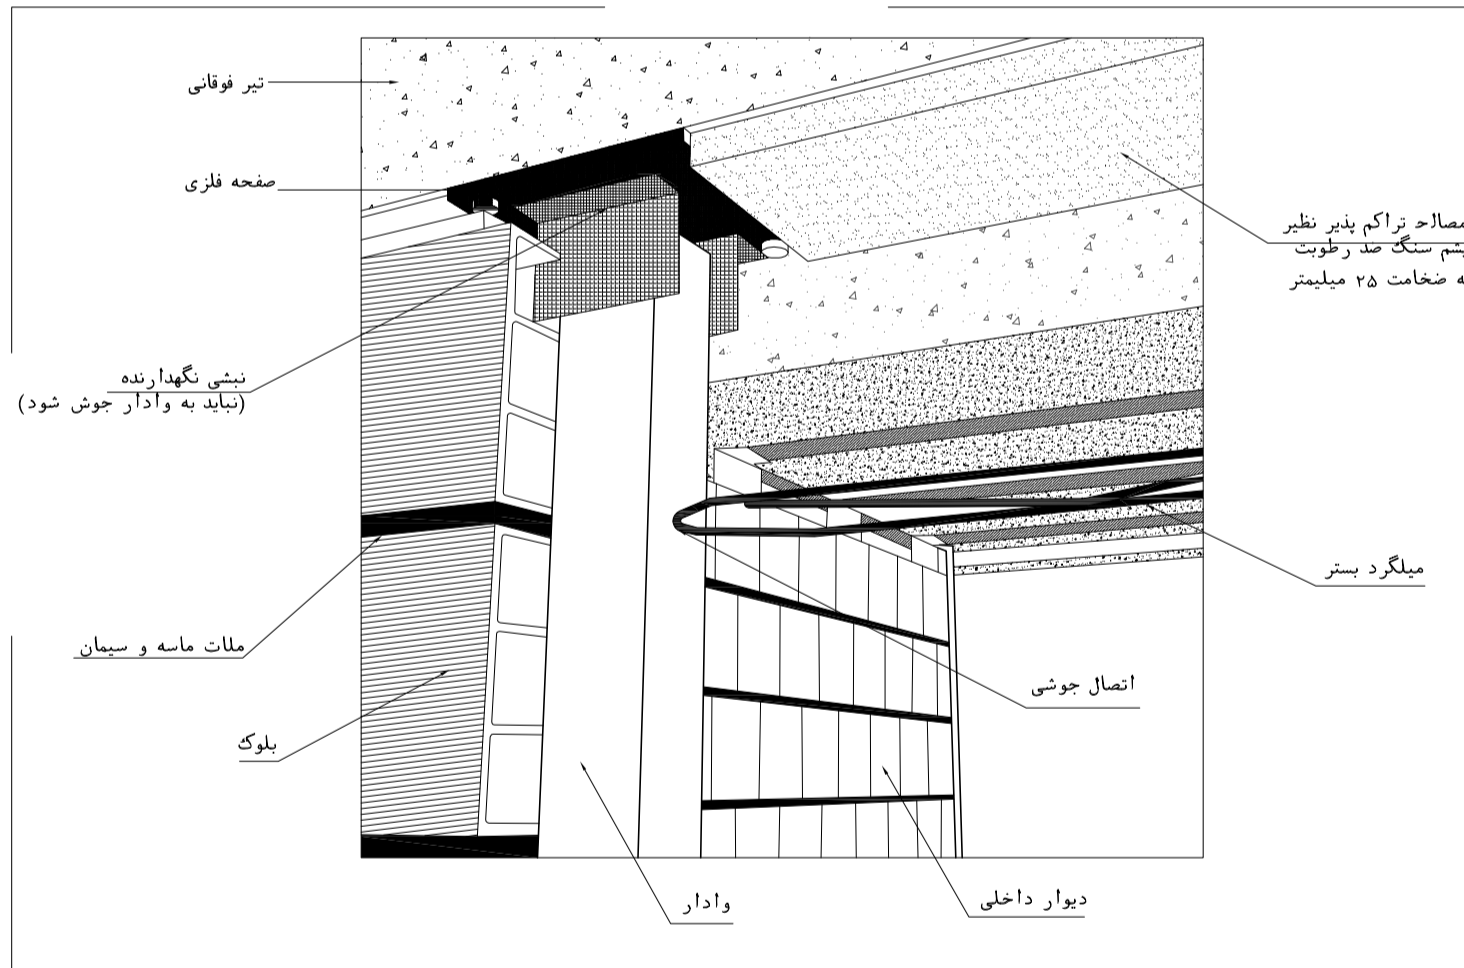 تیر فوقانی
صفحه فلزی
مصالح تراکم پذیر نظیر
پشم سنگ ضد رطوبت
به ضخامت ۲۵ میلیمتر
نبشی نگهدارنده
(نباید به وادار جوش شود)
میلگرد بستر
ملات ماسه و سیمان
اتصال جوشی
بلوک
وادار
دیوار داخلی